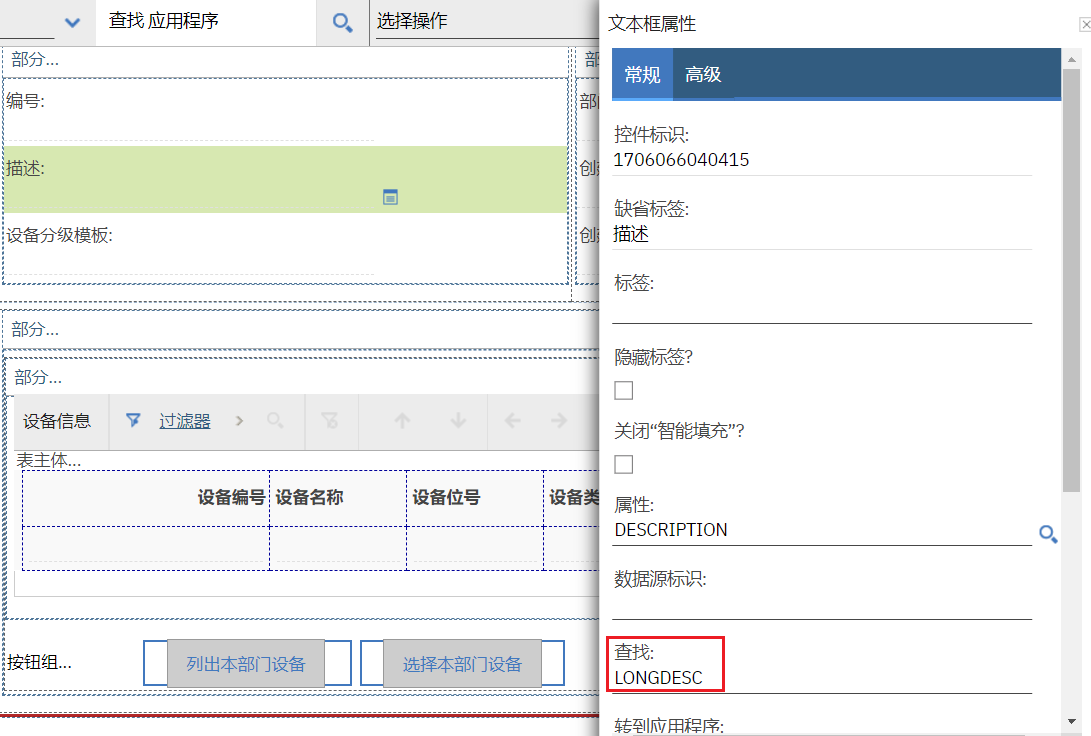 查找 应用程序
选择操作
部分...
编号:
描述:
设备分级模板:
部分...
部分...
设备信息
过滤器
表主体...
设备编号
设备名称
设备位号
设备类
按钮组...
列出本部门设备
选择本部门设备
文本框属性
常规
高级
控件标识:
1706066040415
缺省标签:
描述
标签:
隐藏标签?
关闭“智能填充”?
属性:
DESCRIPTION
数据源标识:
查找:
LONGDESC
转到应用程序: